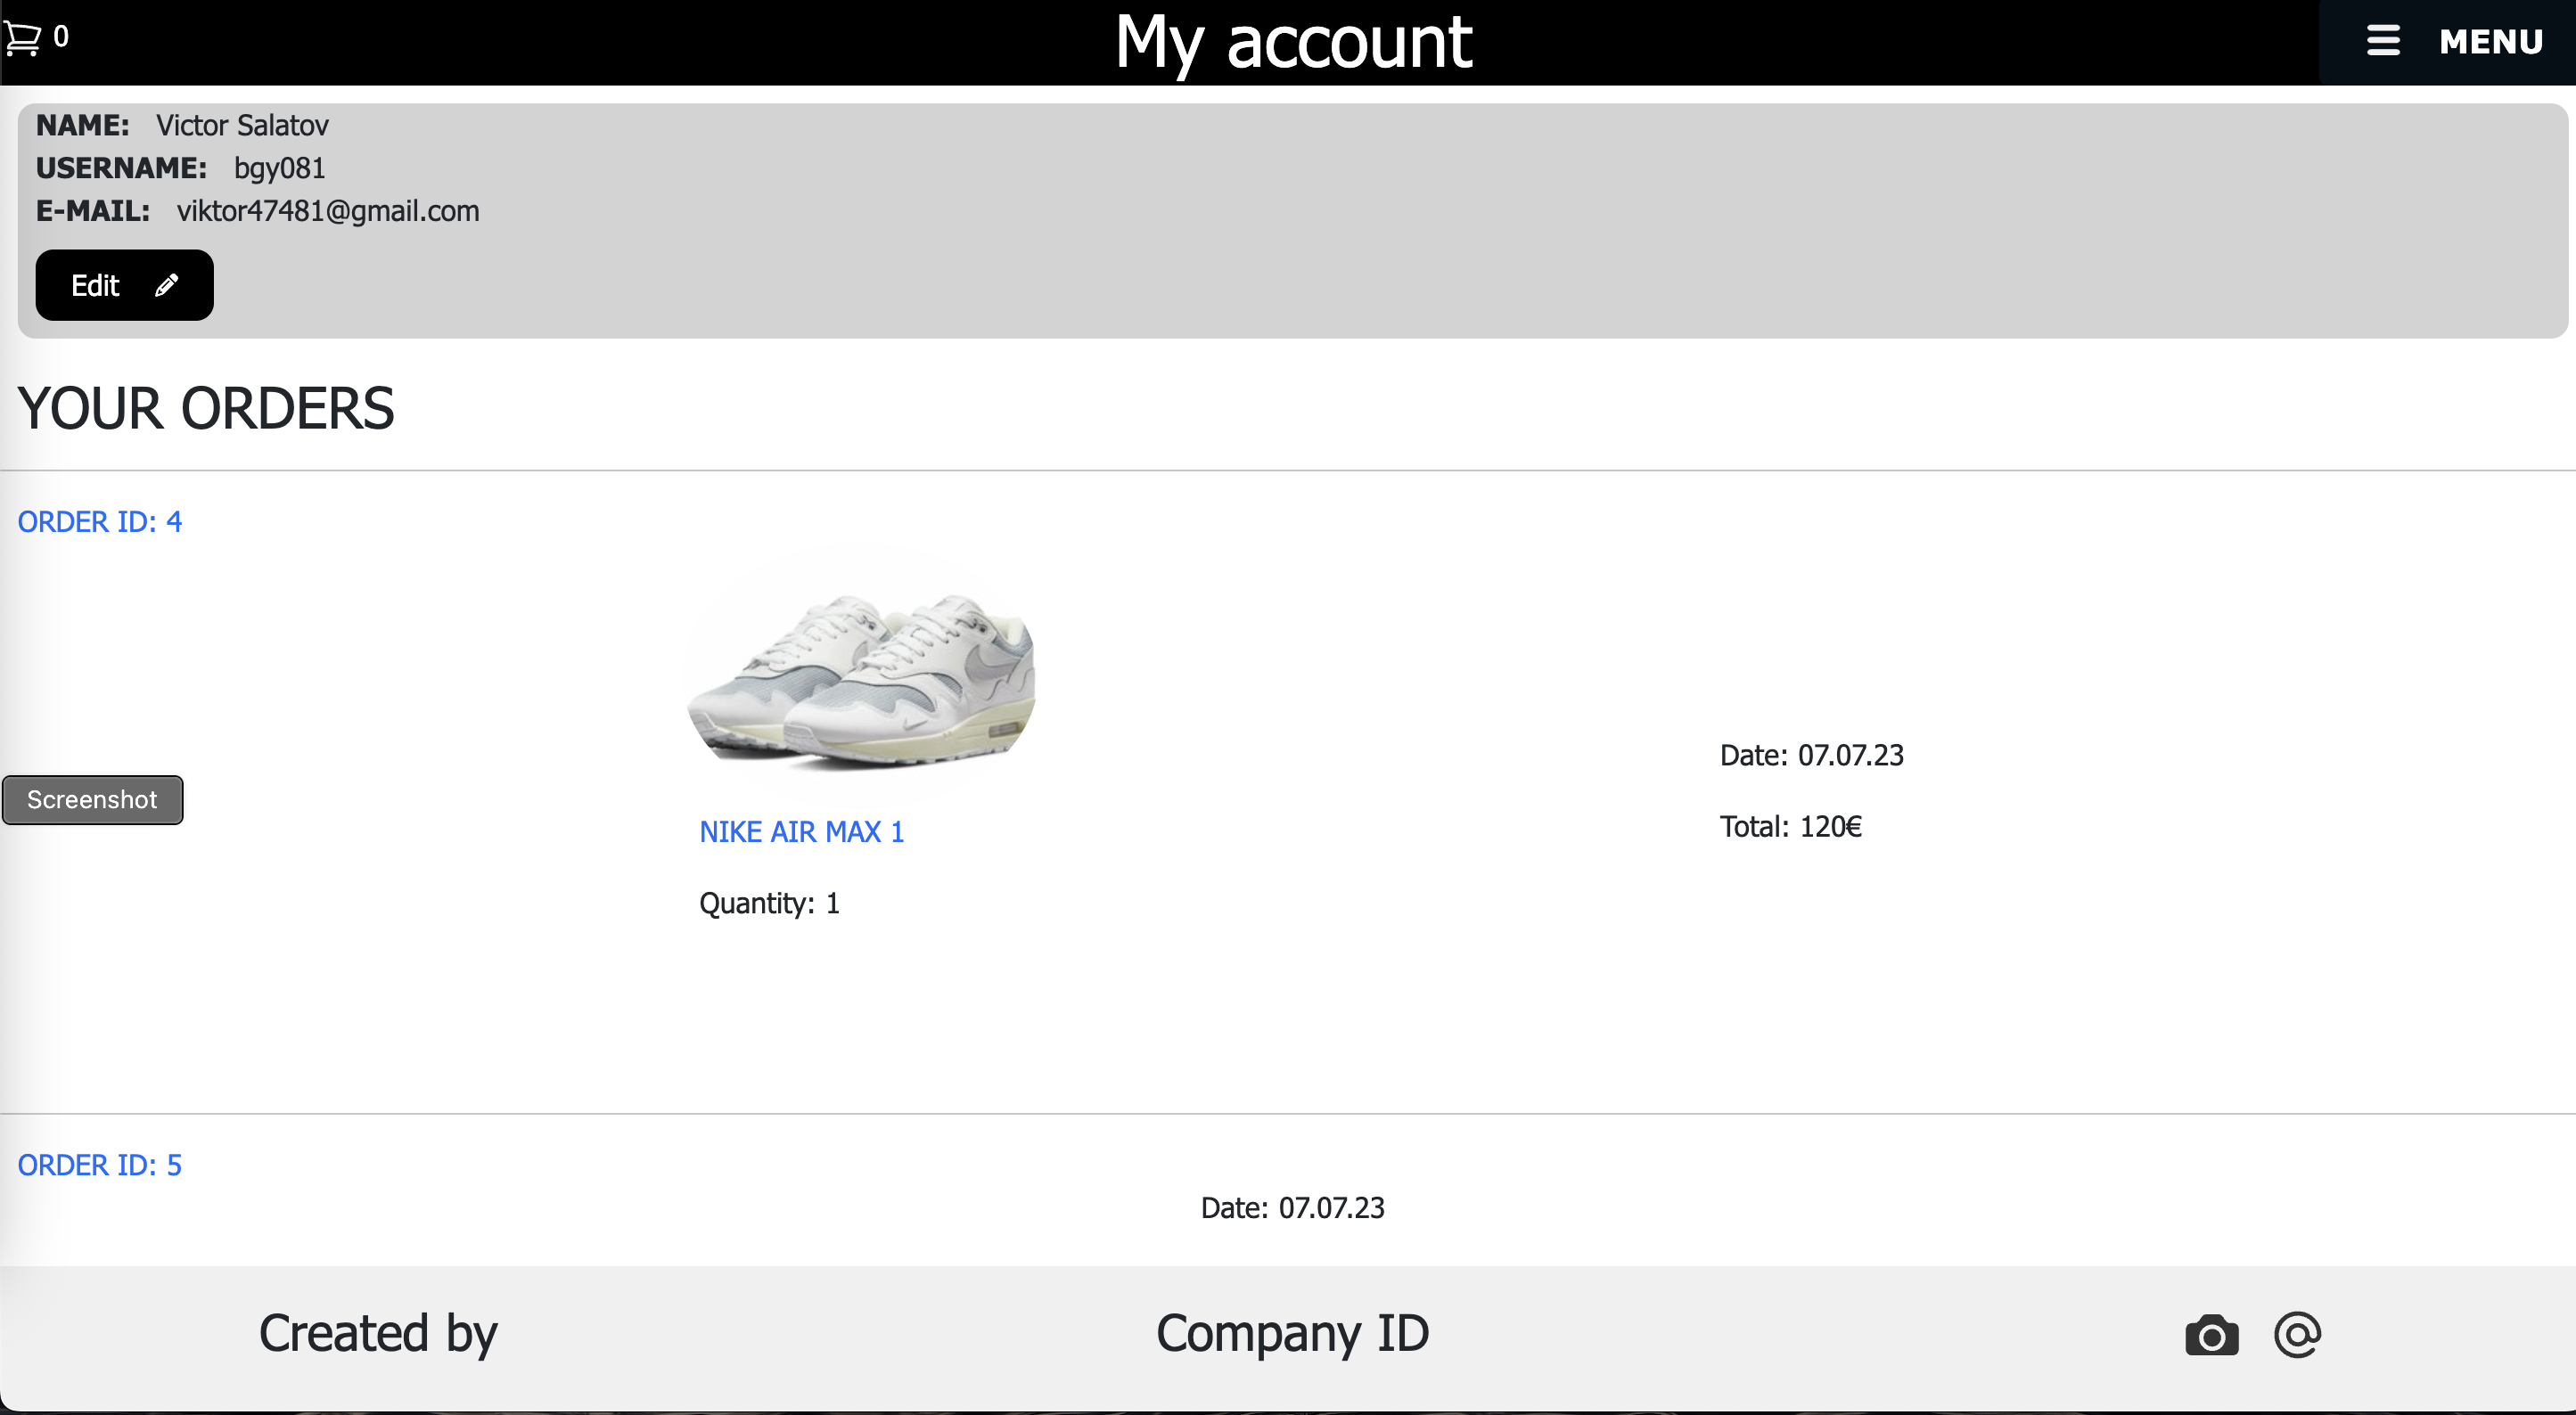 0
My account
MENU
NAME: Victor Salatov
USERNAME: bgy081
E-MAIL: viktor47481@gmail.com
Edit
YOUR ORDERS
ORDER ID: 4
Date: 07.07.23
Screenshot
Total: 120€
NIKE AIR MAX 1
Quantity: 1
ORDER ID: 5
Date: 07.07.23
Created by
Company ID